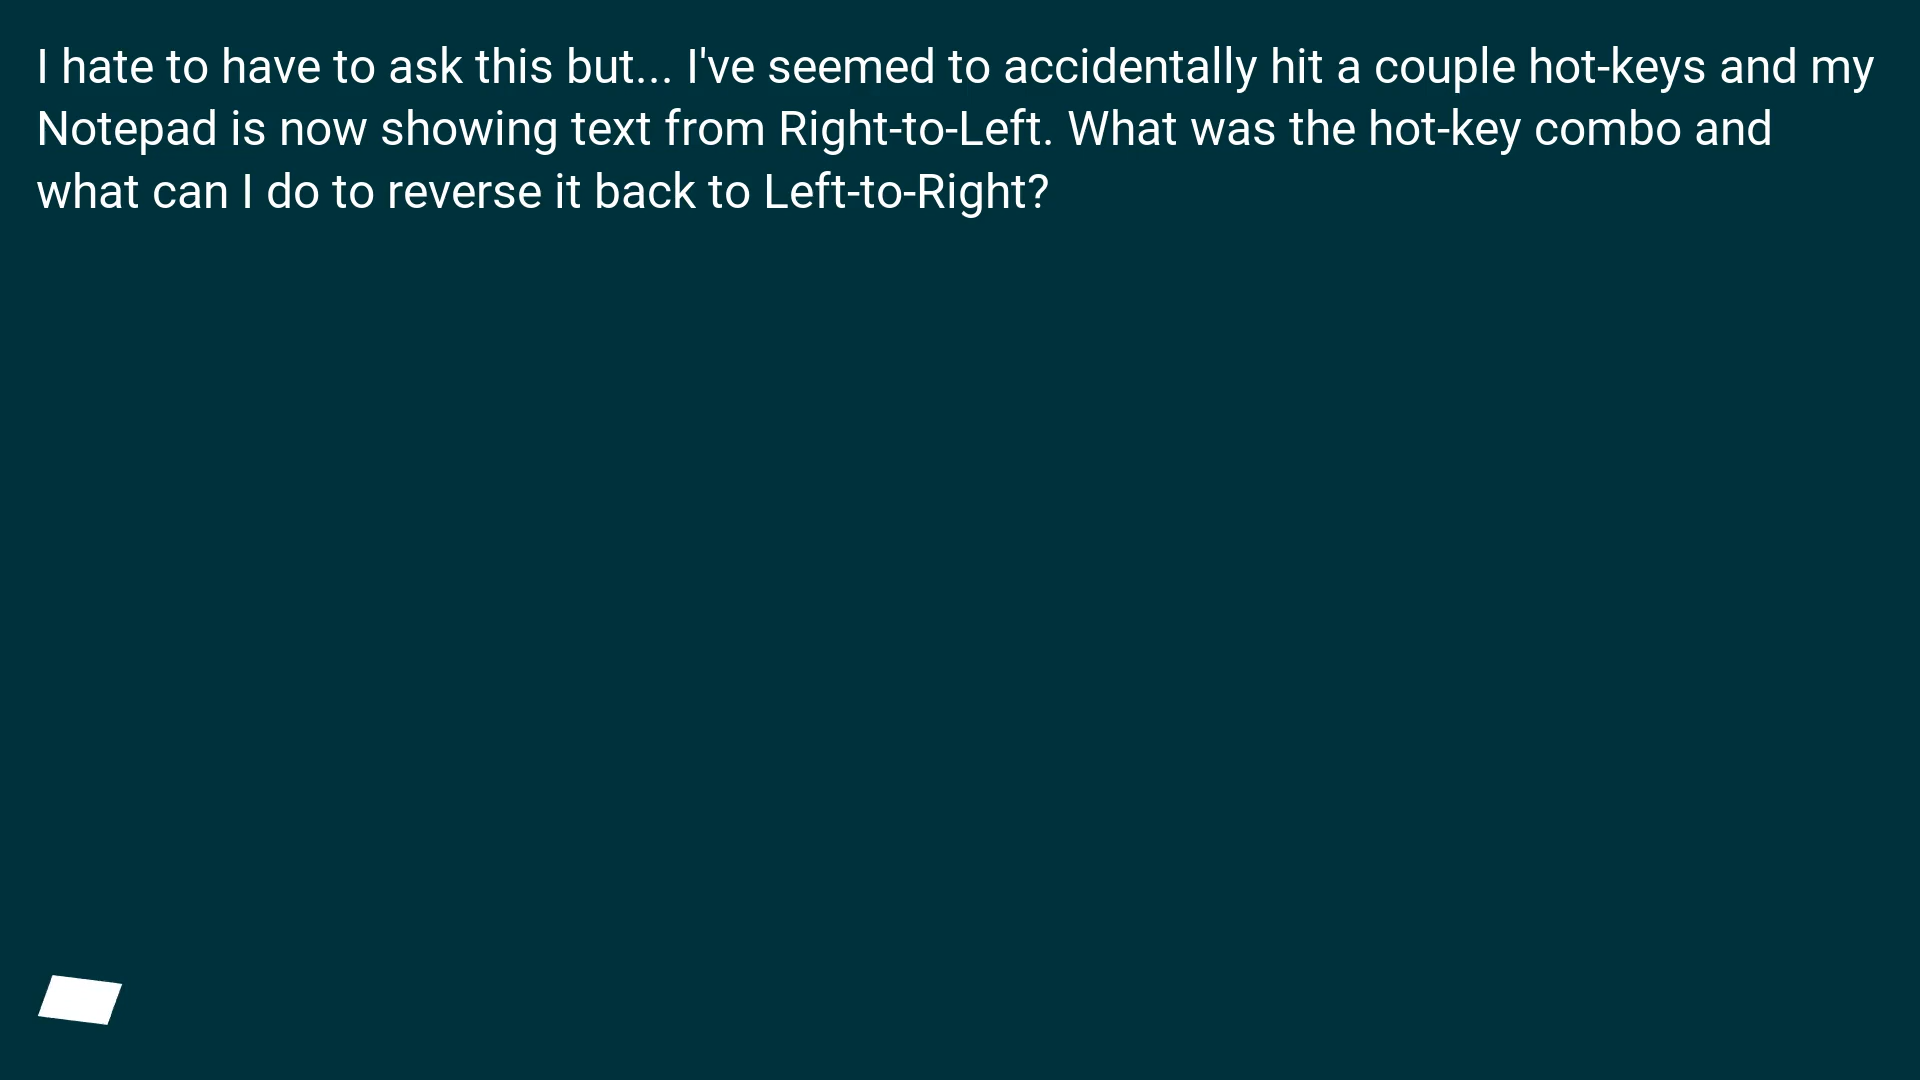 I hate to have to ask this but... I've seemed to accidentally hit a couple hot-keys and my
Notepad is now showing text from Right-to-Left. What was the hot-key combo and
what can I do to reverse it back to Left-to-Right?